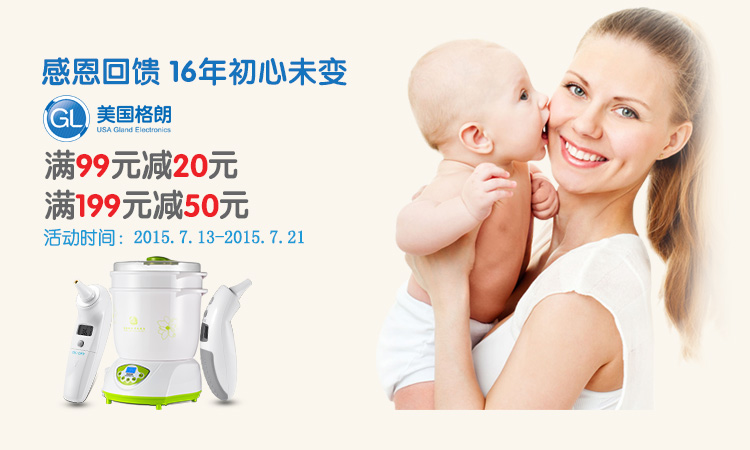 感恩回馈 16年初心未变
GL 美国格朗
USA Gland Electronics
满99元减20元
满199元减50元
活动时间：2015.7.13-2015.7.21